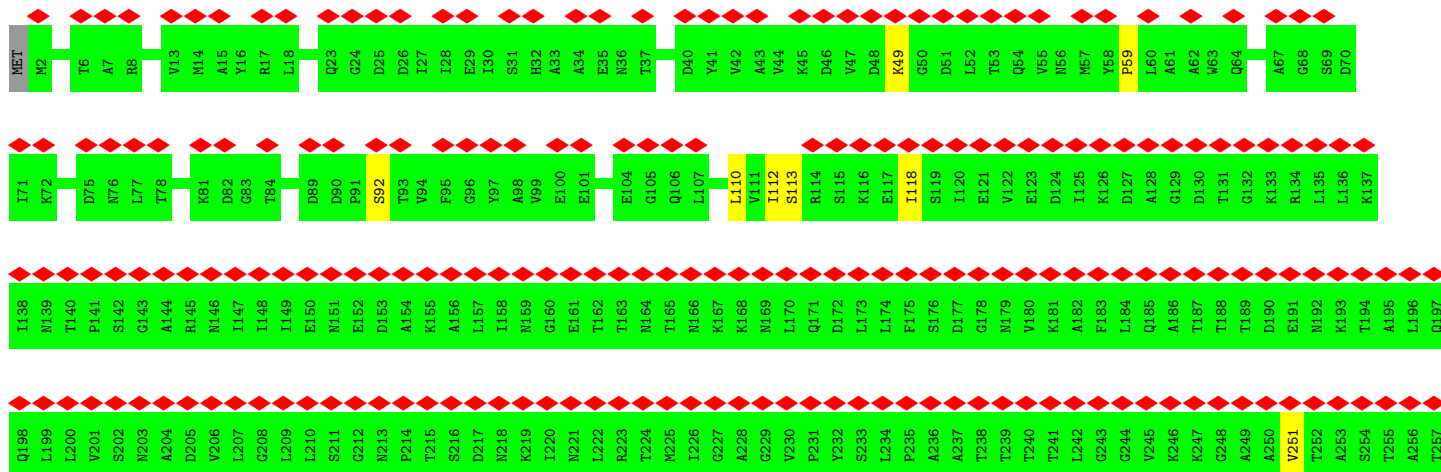 MET M2 T6 A7 R8 V13 M14 A15 Y16 R17 L18 Q23 G24 D25 D26 I27 I28 E29 I30 S31 H32 A33 A34 E35 N36 T37 D40 Y41 V42 A43 V44 K45 D46 V47 D48 K49 G50 D51 L52 T53 Q54 V55 N56 M57 Y58 P59 L60 A61 A62 W63 Q64 A67 G68 S69 D70
I71 K72 D75 N76 L77 T78 K81 D82 G83 T84 D89 D90 P91 S92 T93 V94 F95 G96 Y97 A98 V99 E100 E101 E104 G105 Q106 L107 L110 V111 I112 S113 R114 S115 K116 E117 I118 S119 I120 E121 V122 E123 D124 I125 K126 D127 A128 G129 D130 T131 G132 K133 R134 L135 L136 K137
I138 N139 T140 P141 S142 G143 A144 R145 N146 I147 I148 I149 E150 N151 E152 D153 A154 K155 A156 L157 I158 N159 G160 E161 T162 T163 N164 T165 N166 K167 K168 N169 L170 Q171 D172 L173 L174 F175 S176 D177 G178 N179 V180 K181 A182 F183 L184 Q185 A186 T187 T188 T189 D190 E191 N192 K193 T194 A195 L196 Q197
Q198 L199 L200 V201 S202 N203 A204 D205 V206 L207 G208 L209 L210 S211 G212 N213 P214 T215 S216 D217 N218 K219 I220 N221 L222 R223 T224 M225 I226 G227 A228 G229 V230 P231 Y232 S233 L234 P235 A236 A237 T238 T239 T240 T241 L242 G243 G244 V245 K246 K247 G248 A249 A250 V251 T252 A253 S254 T255 A256 T257